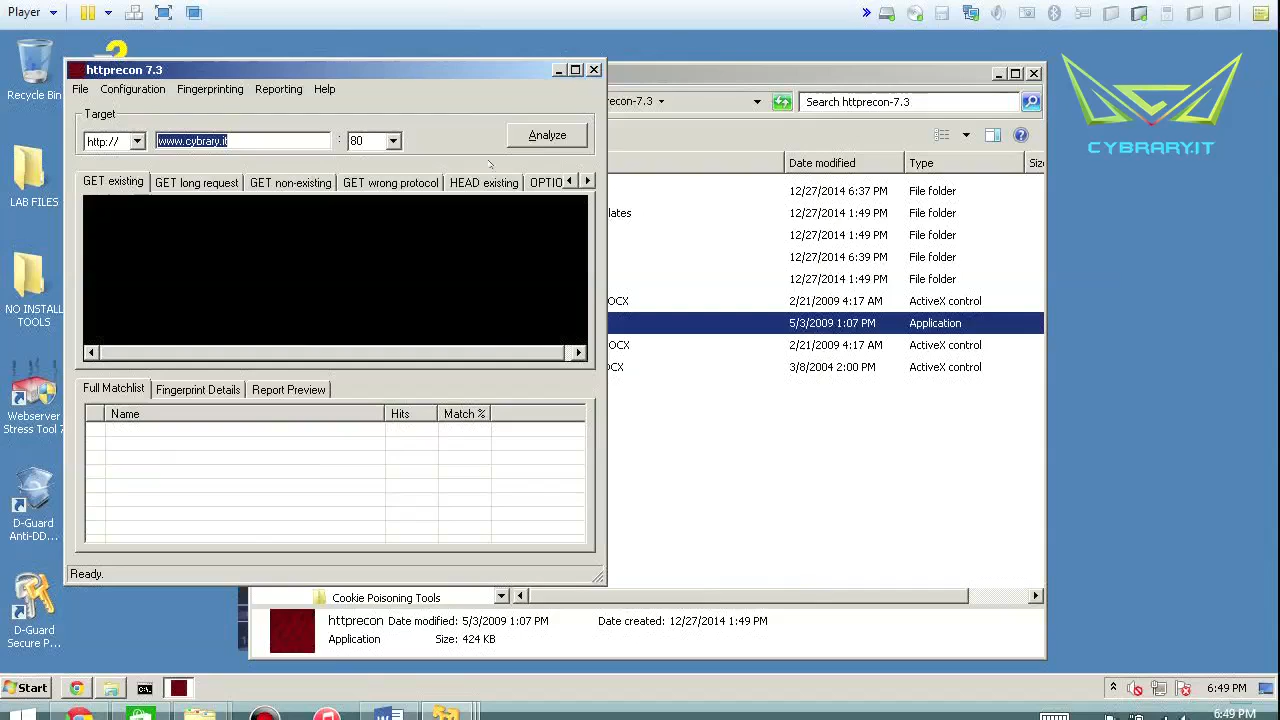 Player
Recycle Bin
LAB FILES
NO INSTALL
TOOLS
Webserver
Stress Tool 7
D-Guard
Anti-DD...
D-Guard
Secure P...
httprecon 7.3
File Configuration Fingerprinting Reporting Help
Target
http:// www.cybrary.it : 80 Analyze
GET existing GET long request GET non-existing GET wrong protocol HEAD existing OPTIO
Full Matchlist Fingerprint Details Report Preview
Name Hits Match %
Ready.
recon-7.3 Search httprecon-7.3
Date modified Type Siz
12/27/2014 6:37 PM File folder
lates 12/27/2014 1:49 PM File folder
12/27/2014 1:49 PM File folder
12/27/2014 6:39 PM File folder
12/27/2014 1:49 PM File folder
OCX 2/21/2009 4:17 AM ActiveX control
5/3/2009 1:07 PM Application
OCX 2/21/2009 4:17 AM ActiveX control
CX 3/8/2004 2:00 PM ActiveX control
Cookie Poisoning Tools
httprecon Date modified: 5/3/2009 1:07 PM Date created: 12/27/2014 1:49 PM
Application Size: 424 KB
CYBRARY.IT
Start 6:49 PM
6:49 PM